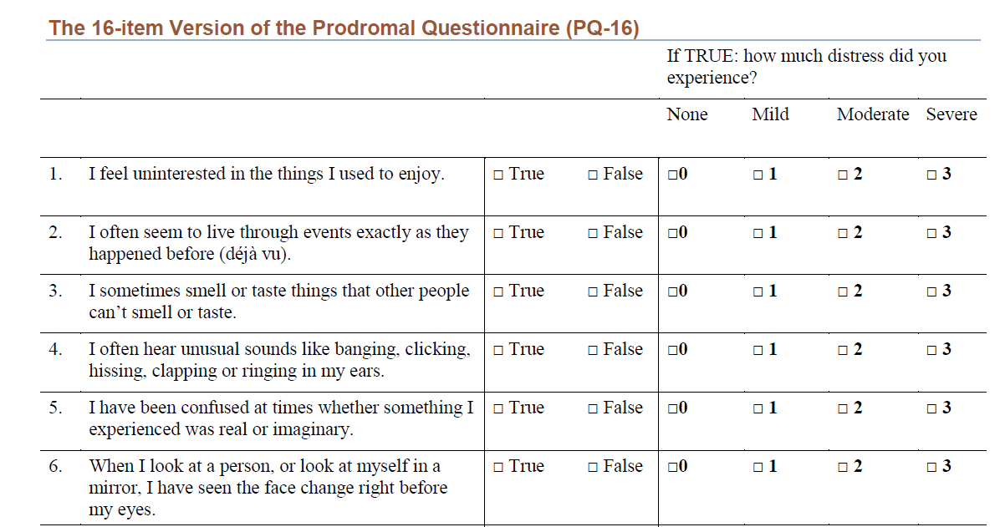 The 16-item Version of the Prodromal Questionnaire (PQ-16)
If TRUE: how much distress did you
experience?
None Mild Moderate Severe
1. I feel uninterested in the things I used to enjoy. □ True □ False □0 □ 1 □ 2 □ 3
2. I often seem to live through events exactly as they □ True □ False □0 □ 1 □ 2 □ 3
happened before (déjà vu).
3. I sometimes smell or taste things that other people □ True □ False □0 □ 1 □ 2 □ 3
can’t smell or taste.
4. I often hear unusual sounds like banging, clicking, □ True □ False □0 □ 1 □ 2 □ 3
hissing, clapping or ringing in my ears.
5. I have been confused at times whether something I □ True □ False □0 □ 1 □ 2 □ 3
experienced was real or imaginary.
6. When I look at a person, or look at myself in a □ True □ False □0 □ 1 □ 2 □ 3
mirror, I have seen the face change right before
my eyes.